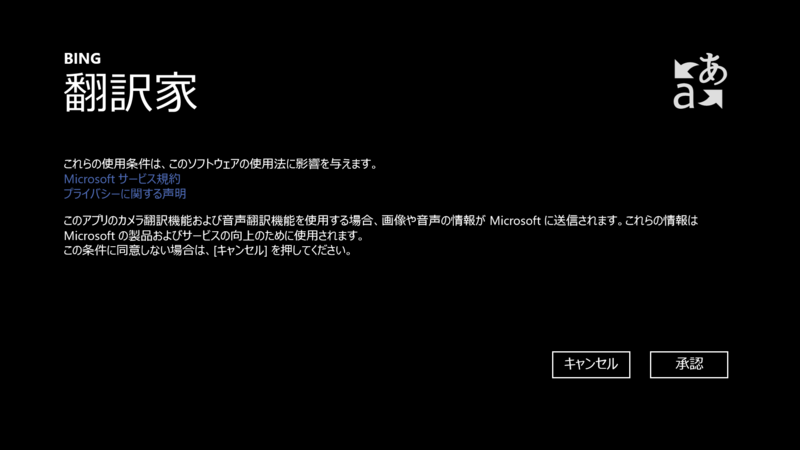 BING
翻訳家
あ
a
これらの使用条件は、このソフトウェアの使用法に影響を与えます。
Microsoft サービス規約
プライバシーに関する声明
このアプリのカメラ翻訳機能および音声翻訳機能を使用する場合、画像や音声の情報が Microsoft に送信されます。これらの情報は
Microsoft の製品およびサービスの向上のために使用されます。
この条件に同意しない場合は、[キャンセル] を押してください。
キャンセル
承認